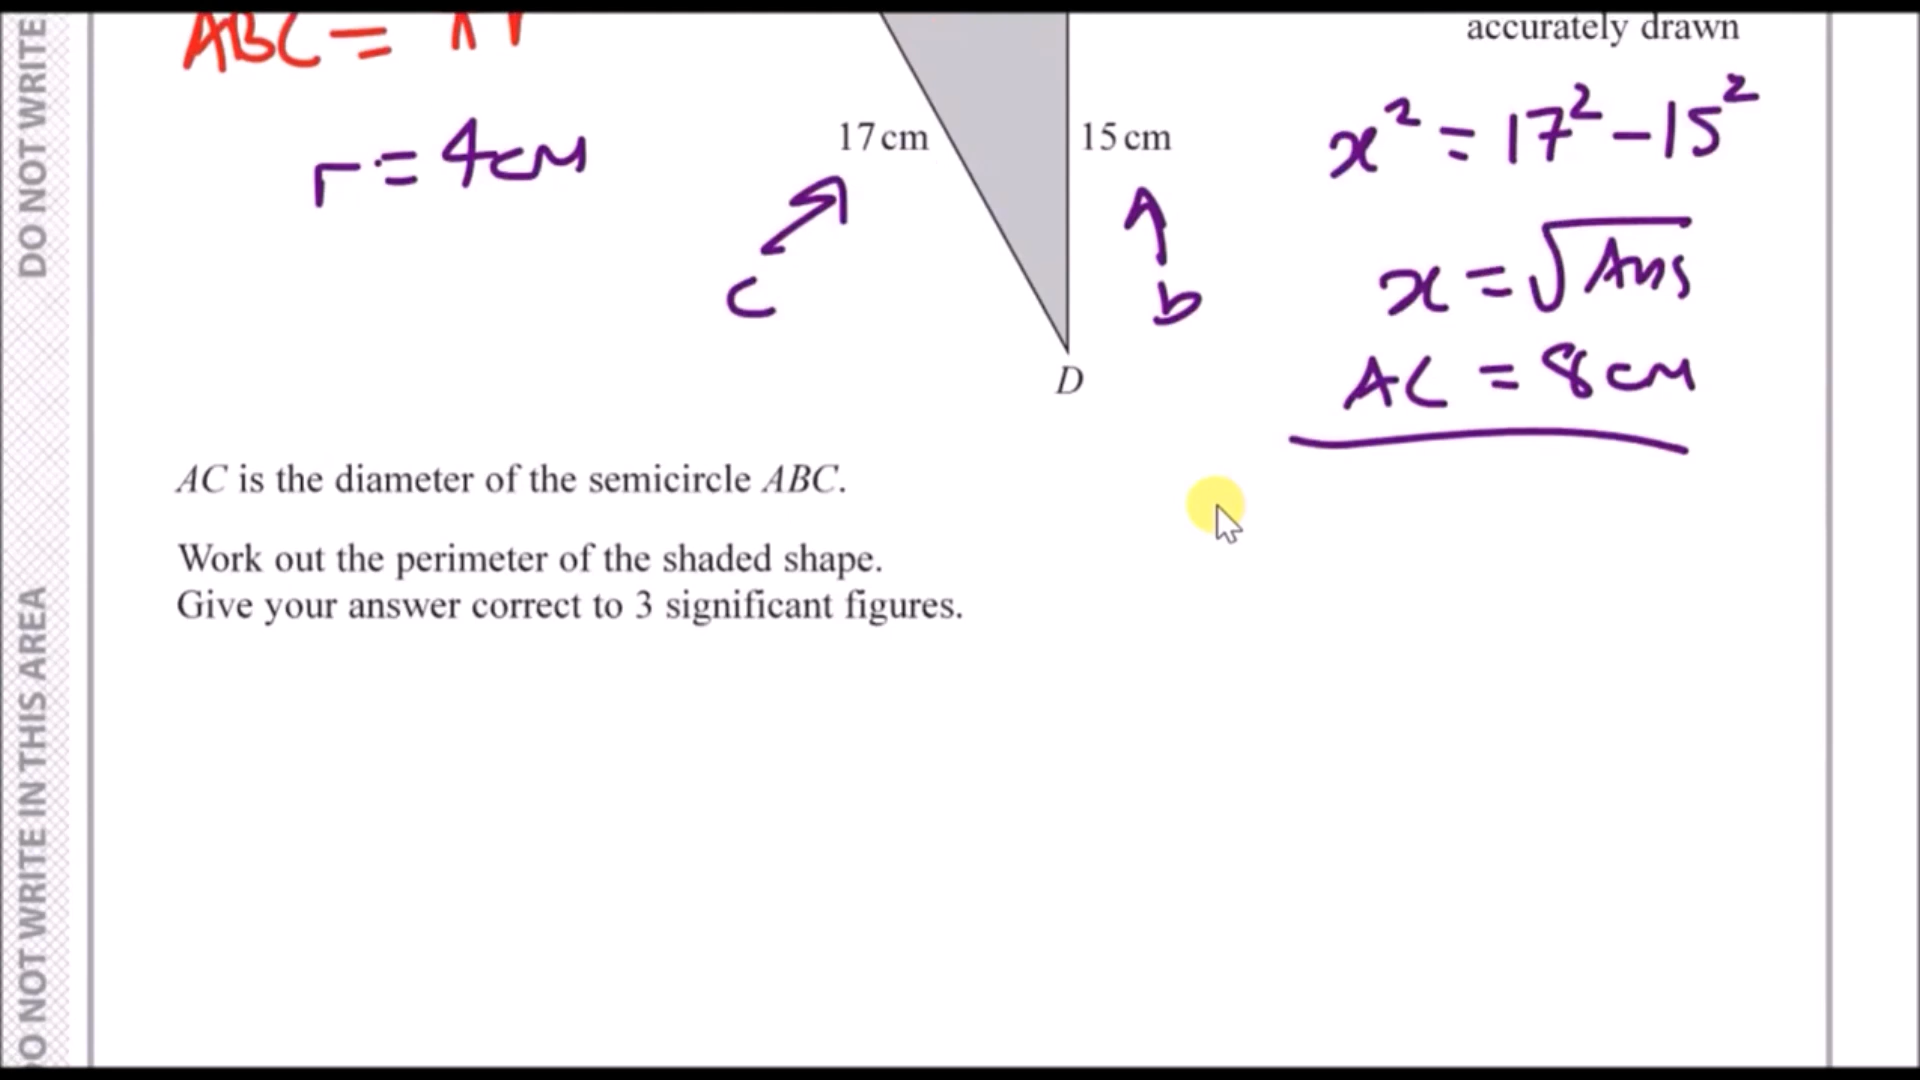 DO NOT WRITE
ABC =
accurately drawn
r = 4cm
17 cm
15 cm
x² = 17² - 15²
c
b
x = √Ans
D
AC = 8cm
AC is the diameter of the semicircle ABC.
Work out the perimeter of the shaded shape.
Give your answer correct to 3 significant figures.
DO NOT WRITE IN THIS AREA